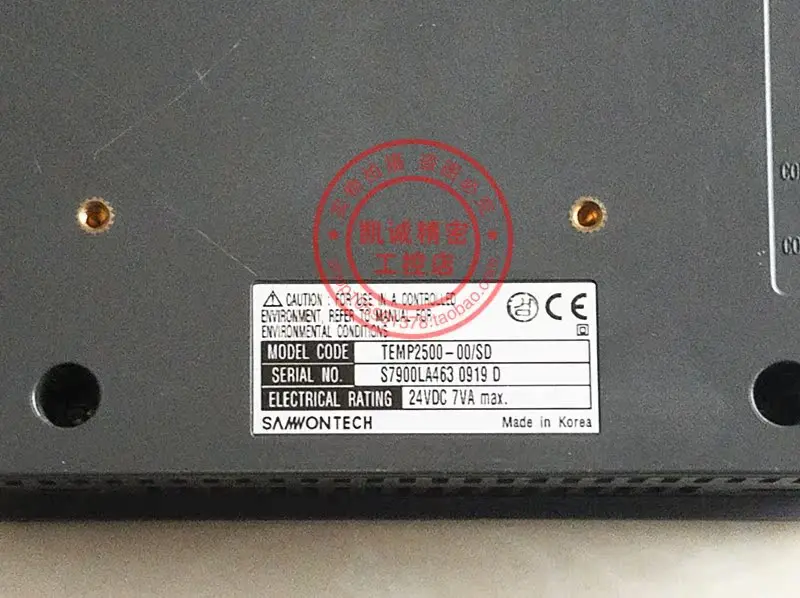 凯诚精密
工控店
CO
CO
CAUTION : FOR USE IN A CONTROLLED
ENVIRONMENT, REFER TO MANUAL FOR
ENVIRONMENTAL CONDITIONS
CE
MODEL CODE TEMP2500-00/SD
SERIAL NO. S7900LA463 0919 D
ELECTRICAL RATING 24VDC 7VA max.
SAMWONTECH Made in Korea